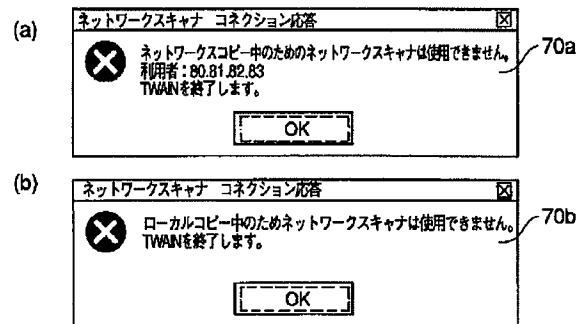 (a)
ネットワークスキャナ コネクション応答
ネットワークスコピー中のためのネットワークスキャナは使用できません。
利用者:80.81.82.83
TWAINを終了します。
OK
70a
(b)
ネットワークスキャナ コネクション応答
ローカルコピー中のためネットワークスキャナは使用できません。
TWAINを終了します。
OK
70b